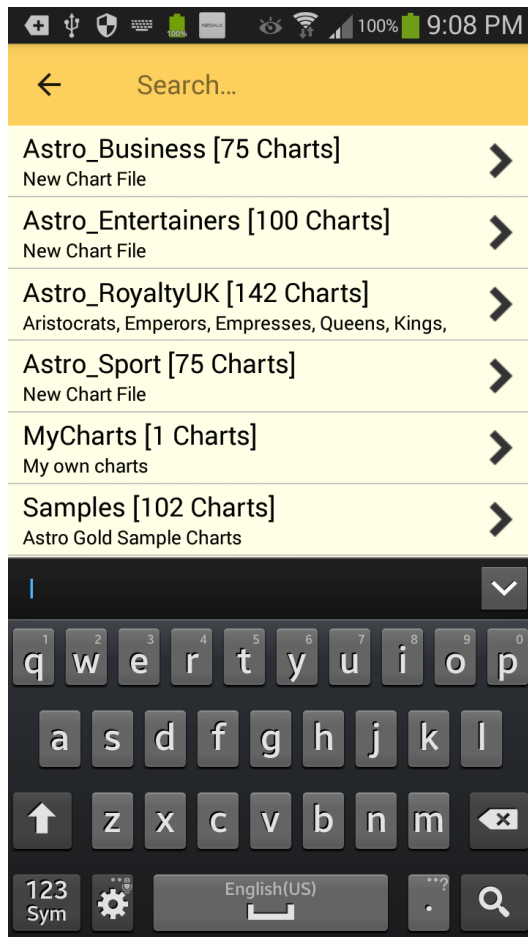 100%
100%
9:08 PM
Search...
Astro_Business [75 Charts]
New Chart File
Astro_Entertainers [100 Charts]
New Chart File
Astro_RoyaltyUK [142 Charts]
Aristocrats, Emperors, Empresses, Queens, Kings,
Astro_Sport [75 Charts]
New Chart File
MyCharts [1 Charts]
My own charts
Samples [102 Charts]
Astro Gold Sample Charts
1 2 3 4 5 6 7 8 9 0
q w e r t y u i o p
a s d f g h j k l
z x c v b n m
123
Sym
English(US)
. ...?